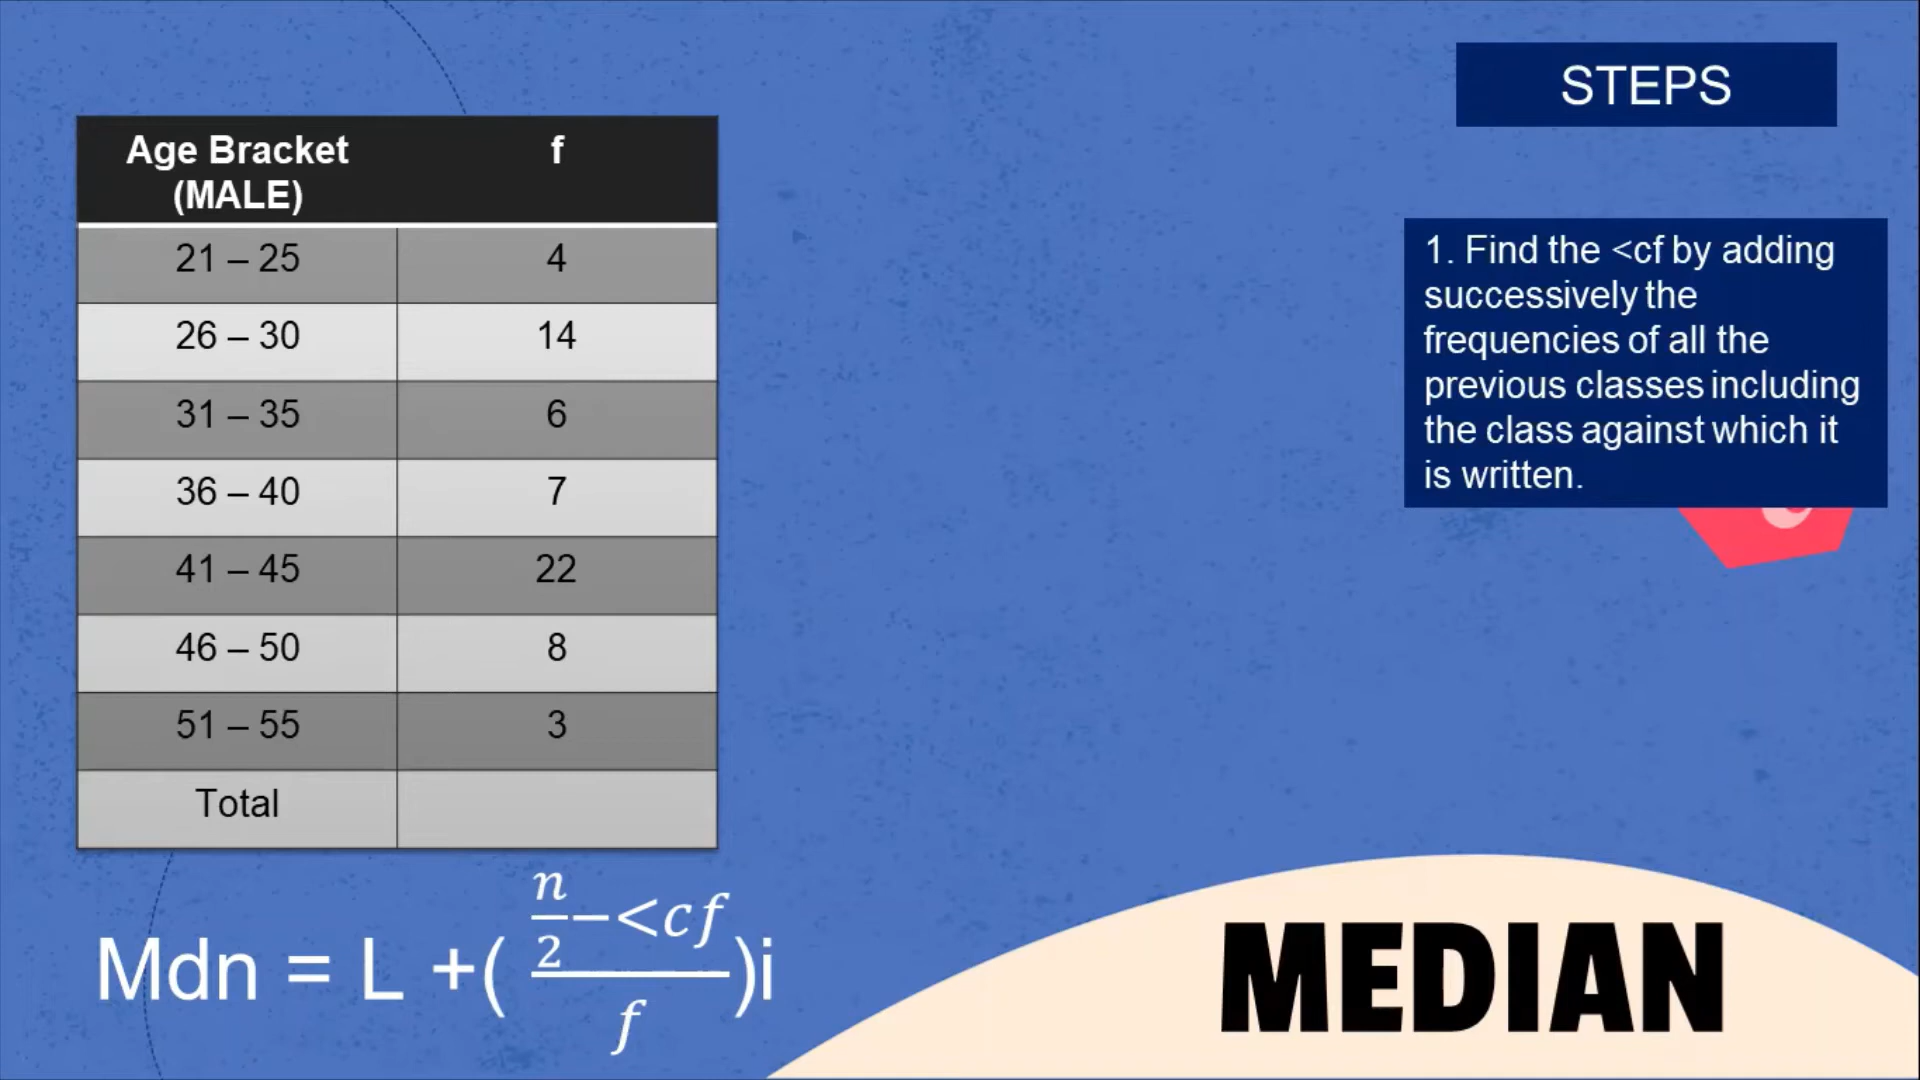 STEPS
Age Bracket f
(MALE)
21 – 25 4
26 – 30 14
31 – 35 6
36 – 40 7
41 – 45 22
46 – 50 8
51 – 55 3
Total
1. Find the <cf by adding
successively the
frequencies of all the
previous classes including
the class against which it
is written.
Mdn = L +( \frac{\frac{n}{2}-<cf}{f} )i
MEDIAN